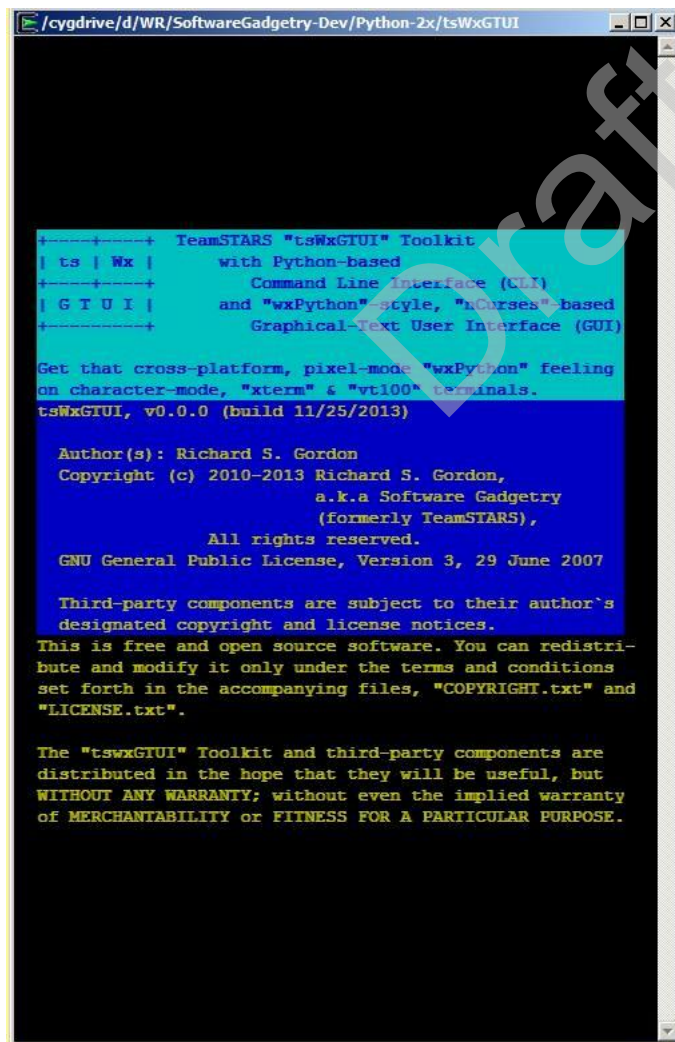 /cygdrive/d/WR/SoftwareGadgetry-Dev/Python-2x/tsWxGTUI
Draft
+----+----+  TeamSTARS "tsWxGTUI" Toolkit
| ts | Wx |      with Python-based
+----+----+         Command Line Interface (CLI)
| G T U I |      and "wxPython"-style, "nCurses"-based
+---------+         Graphical-Text User Interface (GUI)
Get that cross-platform, pixel-mode "wxPython" feeling
on character-mode, "xterm" & "vt100" terminals.
tsWxGTUI, v0.0.0 (build 11/25/2013)
Author(s): Richard S. Gordon
Copyright (c) 2010-2013 Richard S. Gordon,
a.k.a Software Gadgetry
(formerly TeamSTARS),
All rights reserved.
GNU General Public License, Version 3, 29 June 2007
Third-party components are subject to their author`s
designated copyright and license notices.
This is free and open source software. You can redistri-
bute and modify it only under the terms and conditions
set forth in the accompanying files, "COPYRIGHT.txt" and
"LICENSE.txt".
The "tswxGTUI" Toolkit and third-party components are
distributed in the hope that they will be useful, but
WITHOUT ANY WARRANTY; without even the implied warranty
of MERCHANTABILITY or FITNESS FOR A PARTICULAR PURPOSE.